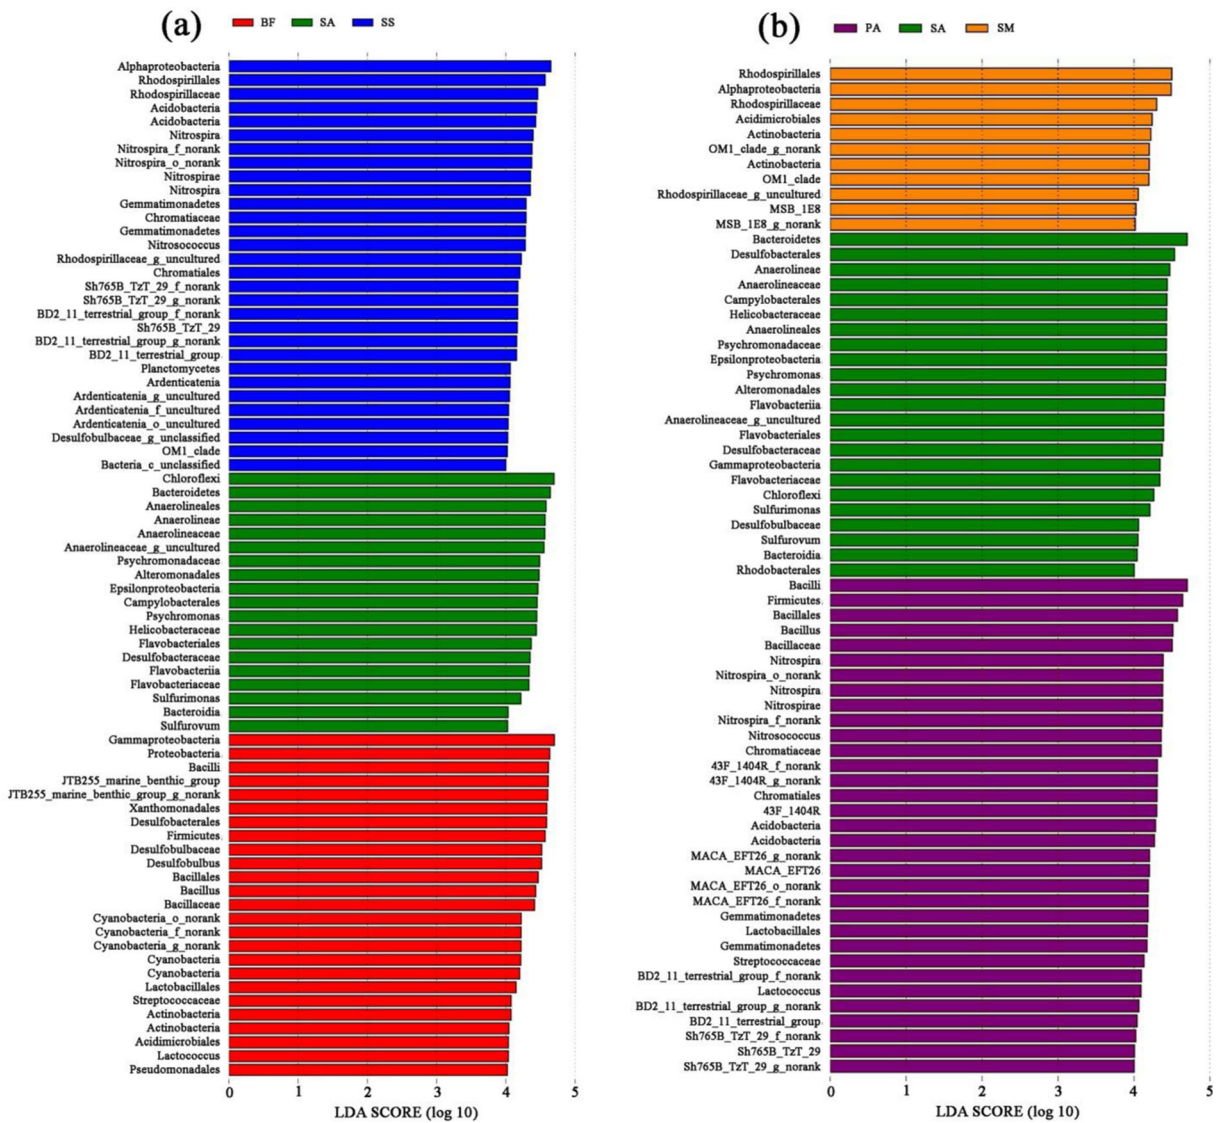 (a)
BF SA SS
Alphaproteobacteria
Rhodospirillales
Rhodospirillaceae
Acidobacteria
Acidobacteria
Nitrospira
Nitrospira_f_norank
Nitrospira_o_norank
Nitrospirae
Nitrospira
Gemmatimonadetes
Chromatiaceae
Gemmatimonadetes
Nitrosococcus
Rhodospirillaceae_g_uncultured
Chromatiales
Sh765B_TzT_29_f_norank
Sh765B_TzT_29_g_norank
BD2_11_terrestrial_group_f_norank
Sh765B_TzT_29
BD2_11_terrestrial_group_g_norank
BD2_11_terrestrial_group
Planctomycetes
Ardenticatenia
Ardenticatenia_g_uncultured
Ardenticatenia_f_uncultured
Ardenticatenia_o_uncultured
Desulfobulbaceae_g_unclassified
OM1_clade
Bacteria_c_unclassified
Chloroflexi
Bacteroidetes
Anaerolineales
Anaerolineae
Anaerolineaceae
Anaerolineaceae_g_uncultured
Psychromonadaceae
Alteromonadales
Epsilonproteobacteria
Campylobacterales
Psychromonas
Helicobacteraceae
Flavobacteriales
Desulfobacteraceae
Flavobacteriia
Flavobacteriaceae
Sulfurimonas
Bacteroidia
Sulfurovum
Gammaproteobacteria
Proteobacteria
Bacilli
JTB255_marine_benthic_group
JTB255_marine_benthic_group_g_norank
Xanthomonadales
Desulfobacterales
Firmicutes
Desulfobulbaceae
Desulfobulbus
Bacillales
Bacillus
Bacillaceae
Cyanobacteria_o_norank
Cyanobacteria_f_norank
Cyanobacteria_g_norank
Cyanobacteria
Cyanobacteria
Lactobacillales
Streptococcaceae
Actinobacteria
Actinobacteria
Acidimicrobiales
Lactococcus
Pseudomonadales
0 1 2 3 4 5
LDA SCORE (log 10)
(b)
PA SA SM
Rhodospirillales
Alphaproteobacteria
Rhodospirillaceae
Acidimicrobiales
Actinobacteria
OM1_clade_g_norank
Actinobacteria
OM1_clade
Rhodospirillaceae_g_uncultured
MSB_1E8
MSB_1E8_g_norank
Bacteroidetes
Desulfobacterales
Anaerolineae
Anaerolineaceae
Campylobacterales
Helicobacteraceae
Anaerolineales
Psychromonadaceae
Epsilonproteobacteria
Psychromonas
Alteromonadales
Flavobacteriia
Anaerolineaceae_g_uncultured
Flavobacteriales
Desulfobacteraceae
Gammaproteobacteria
Flavobacteriaceae
Chloroflexi
Sulfurimonas
Desulfobulbaceae
Sulfurovum
Bacteroidia
Rhodobacterales
Bacilli
Firmicutes
Bacillales
Bacillus
Bacillaceae
Nitrospira
Nitrospira_o_norank
Nitrospira
Nitrospirae
Nitrospira_f_norank
Nitrosococcus
Chromatiaceae
43F_1404R_f_norank
43F_1404R_g_norank
Chromatiales
43F_1404R
Acidobacteria
Acidobacteria
MACA_EFT26_g_norank
MACA_EFT26
MACA_EFT26_o_norank
MACA_EFT26_f_norank
Gemmatimonadetes
Lactobacillales
Gemmatimonadetes
Streptococcaceae
BD2_11_terrestrial_group_f_norank
Lactococcus
BD2_11_terrestrial_group_g_norank
BD2_11_terrestrial_group
Sh765B_TzT_29_f_norank
Sh765B_TzT_29
Sh765B_TzT_29_g_norank
0 1 2 3 4 5
LDA SCORE (log 10)